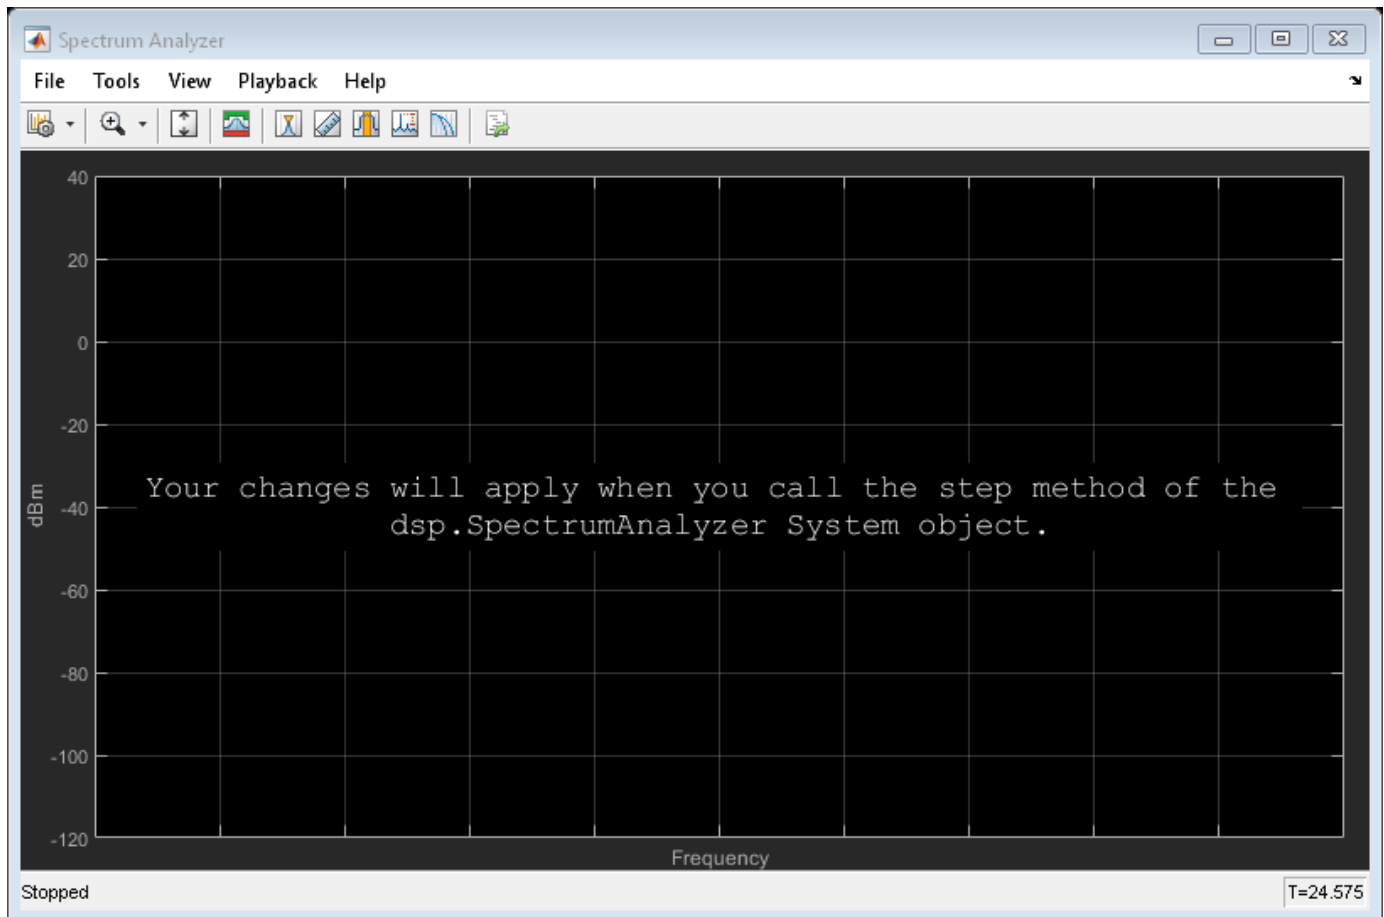 Spectrum Analyzer
File Tools View Playback Help
40
20
0
-20
-40
-60
-80
-100
-120
dBm
Your changes will apply when you call the step method of the
dsp.SpectrumAnalyzer System object.
Frequency
Stopped
T=24.575